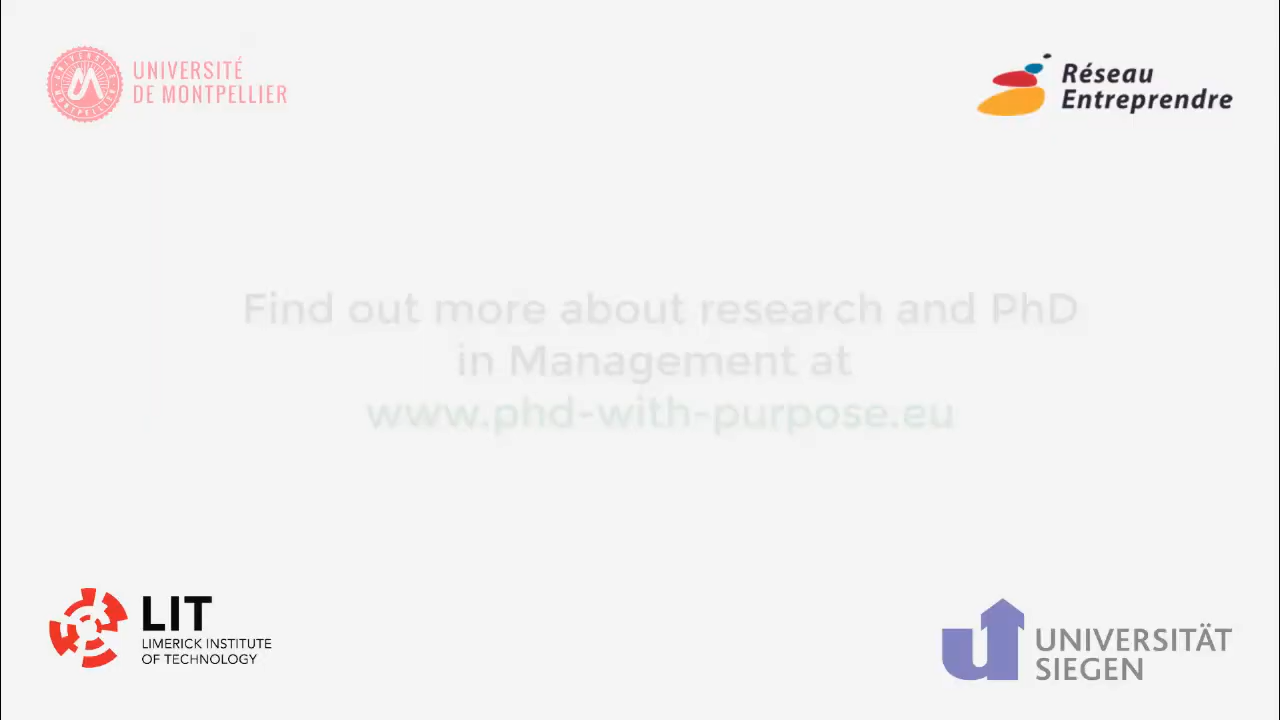 UNIVERSITÉ
DE MONTPELLIER
Réseau
Entreprendre
Find out more about research and PhD
in Management at
www.phd-with-purpose.eu
LIT
LIMERICK INSTITUTE
OF TECHNOLOGY
UNIVERSITÄT
SIEGEN